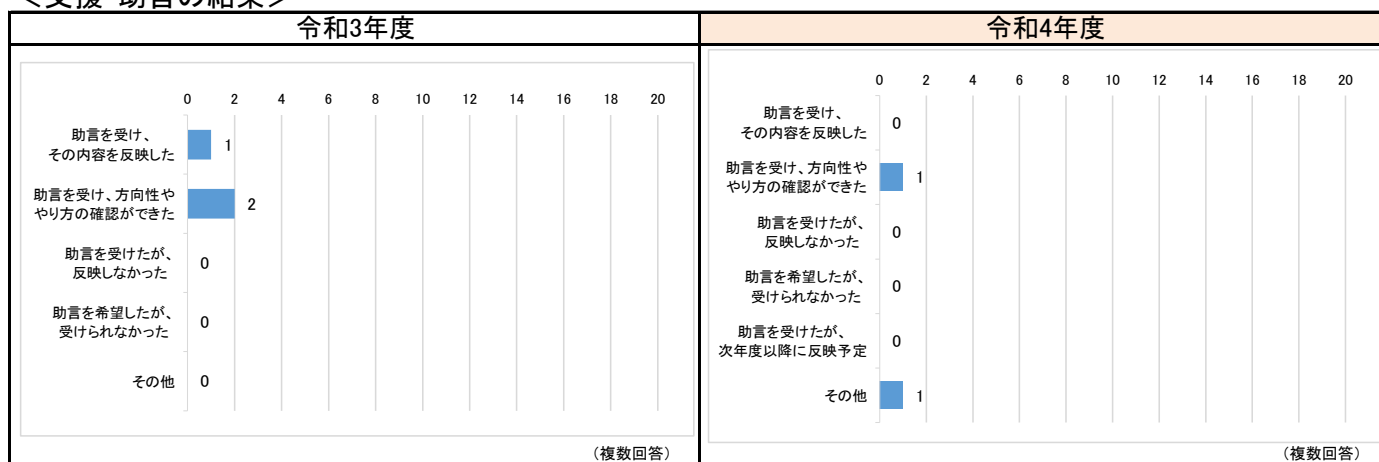 ＜支援・助言の結果＞
令和3年度
0 2 4 6 8 10 12 14 16 18 20
助言を受け、
その内容を反映した
1
助言を受け、方向性や
やり方の確認ができた
2
助言を受けたが、
反映しなかった
0
助言を希望したが、
受けられなかった
0
その他
0
（複数回答）
令和4年度
0 2 4 6 8 10 12 14 16 18 20
助言を受け、
その内容を反映した
0
助言を受け、方向性や
やり方の確認ができた
1
助言を受けたが、
反映しなかった
0
助言を希望したが、
受けられなかった
0
助言を受けたが、
次年度以降に反映予定
0
その他
1
（複数回答）